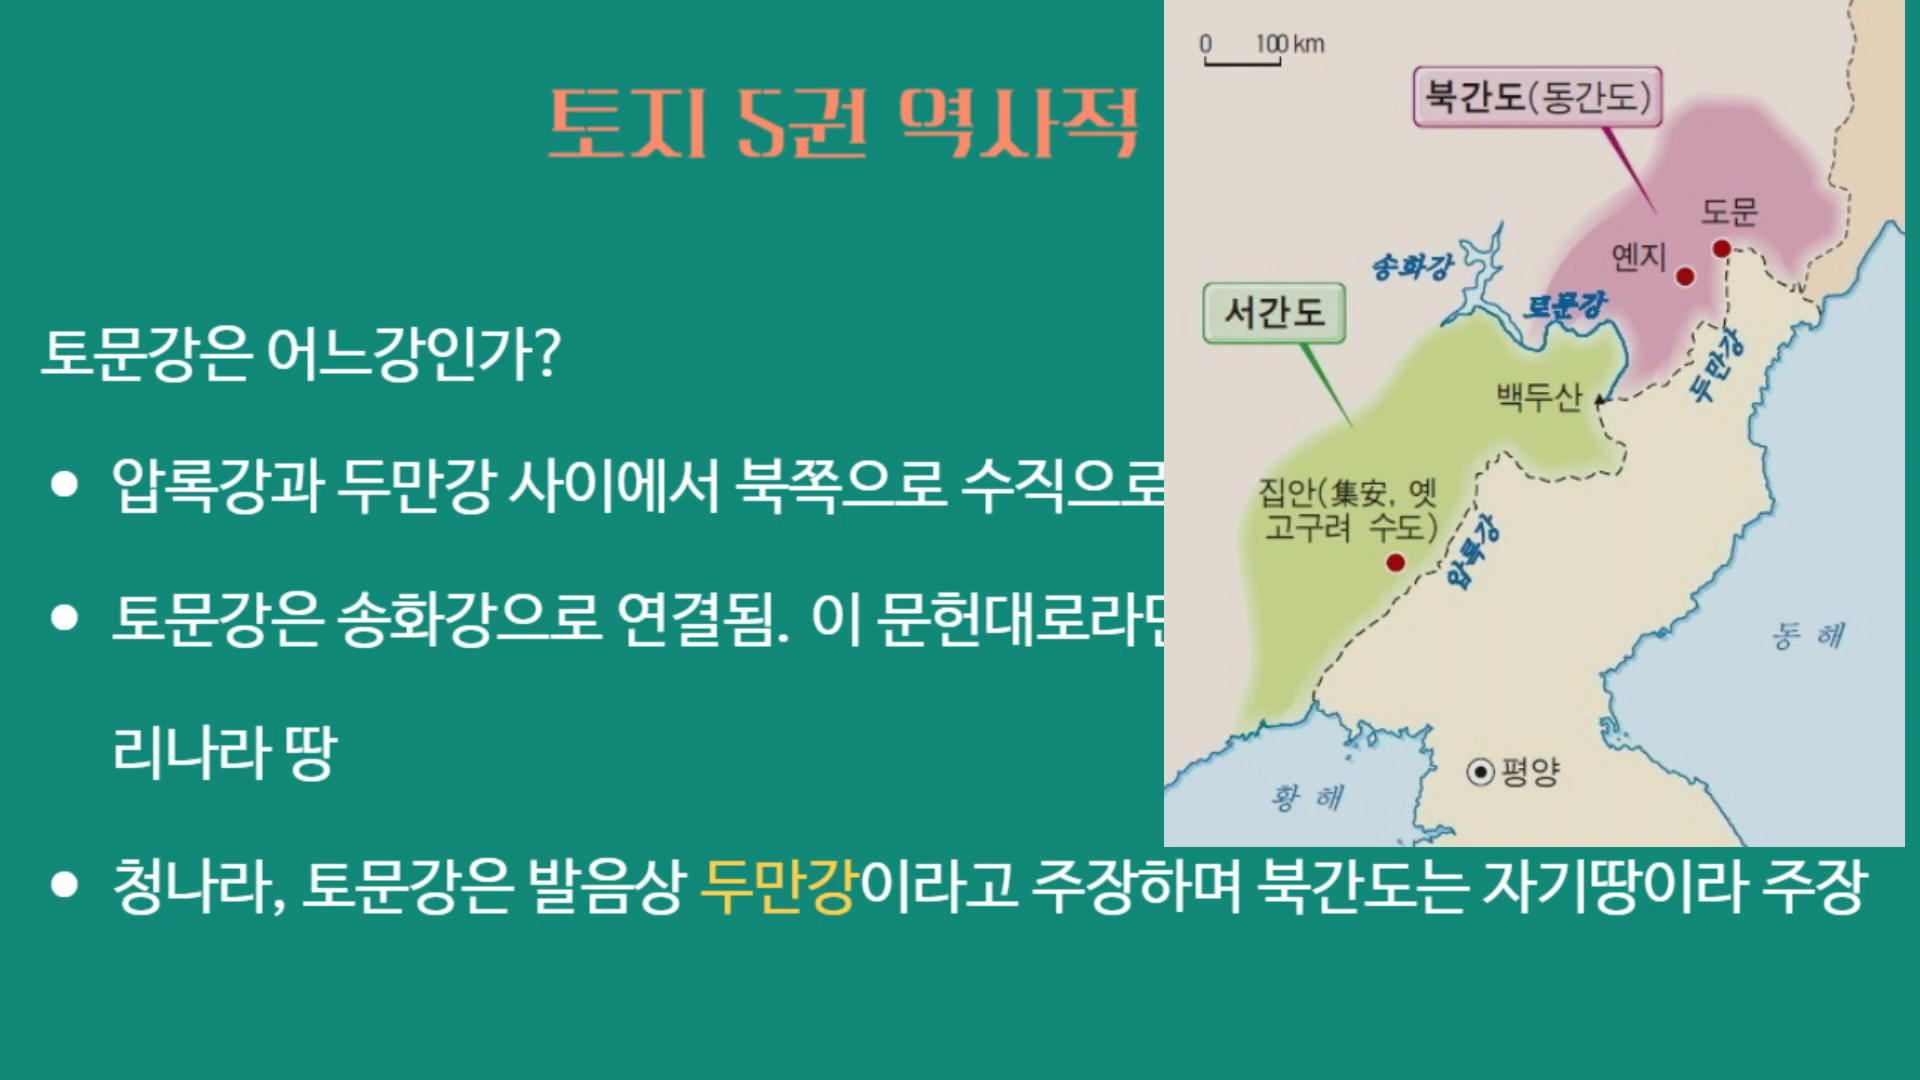 토지 5권 역사적
토문강은 어느강인가?
● 압록강과 두만강 사이에서 북쪽으로 수직으로
● 토문강은 송화강으로 연결됨. 이 문헌대로라면
리나라 땅
● 청나라, 토문강은 발음상 두만강이라고 주장하며 북간도는 자기땅이라 주장
0 100 km
북간도(동간도)
도문
옌지
송화강
토문강
서간도
두만강
백두산
집안(集安, 옛
고구려 수도)
압록강
동 해
평양
황 해